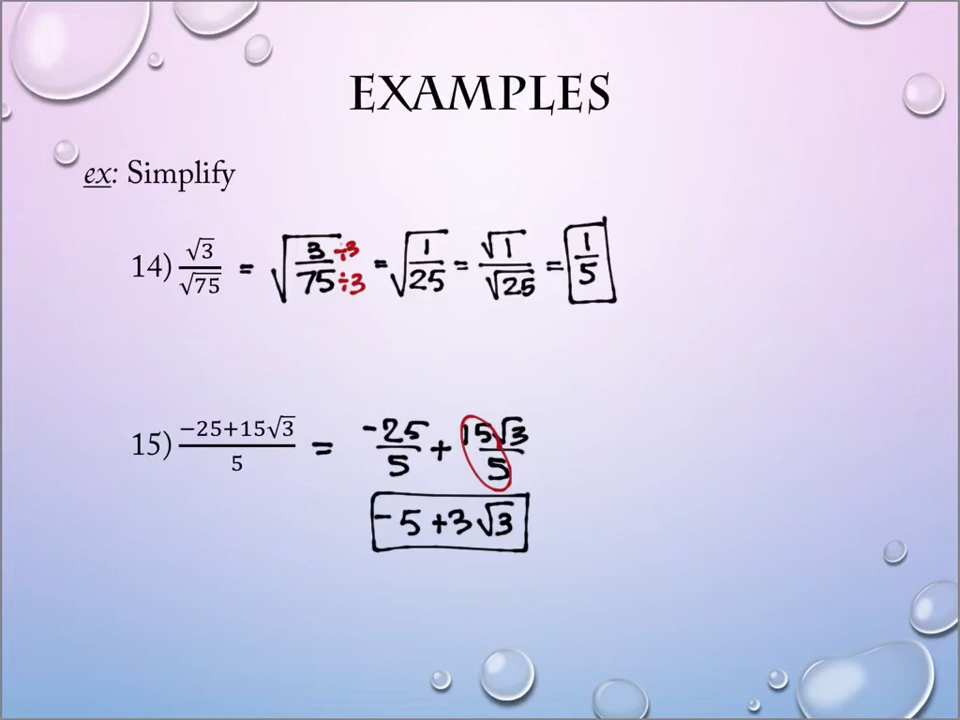 EXAMPLES
ex: Simplify
14) √3/√75 = √(3/75) ÷3 ÷3 = √(1/25) = √1/√25 = 1/5
15) (−25+15√3)/5 = -25/5 + 15√3/5
-5+3√3